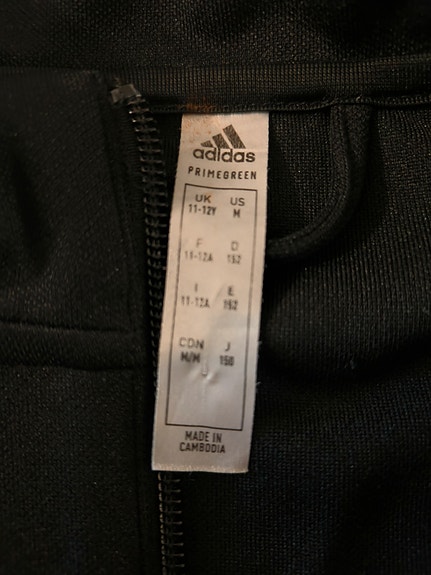 adidas
PRIMEGREEN
UK US
11-12Y M
F D
11-12A 152
I E
11-12A 152
CDN J
M/M 150
MADE IN
CAMBODIA